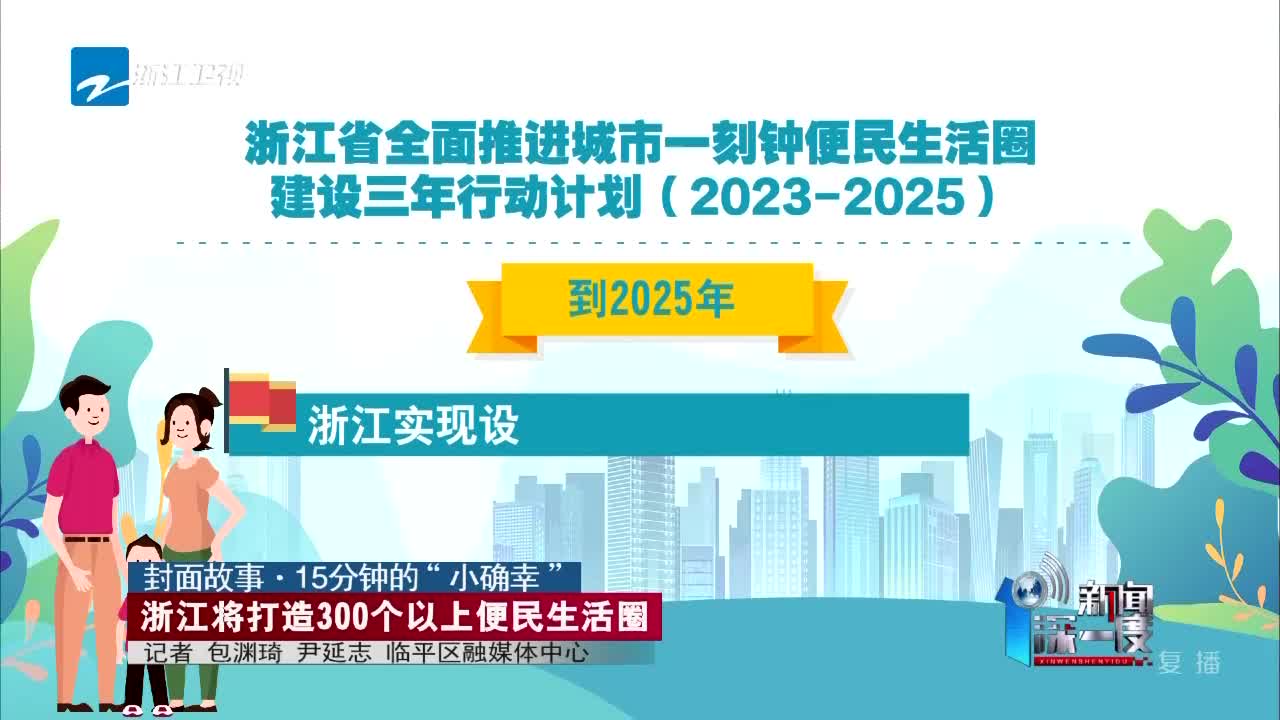 浙江卫视
浙江省全面推进城市一刻钟便民生活圈
建设三年行动计划（2023-2025）
到2025年
浙江实现设
封面故事·15分钟的“小确幸”
浙江将打造300个以上便民生活圈
记者 包渊琦 尹延志 临平区融媒体中心
新闻
深一度
XINWENSHENYIDU
复播